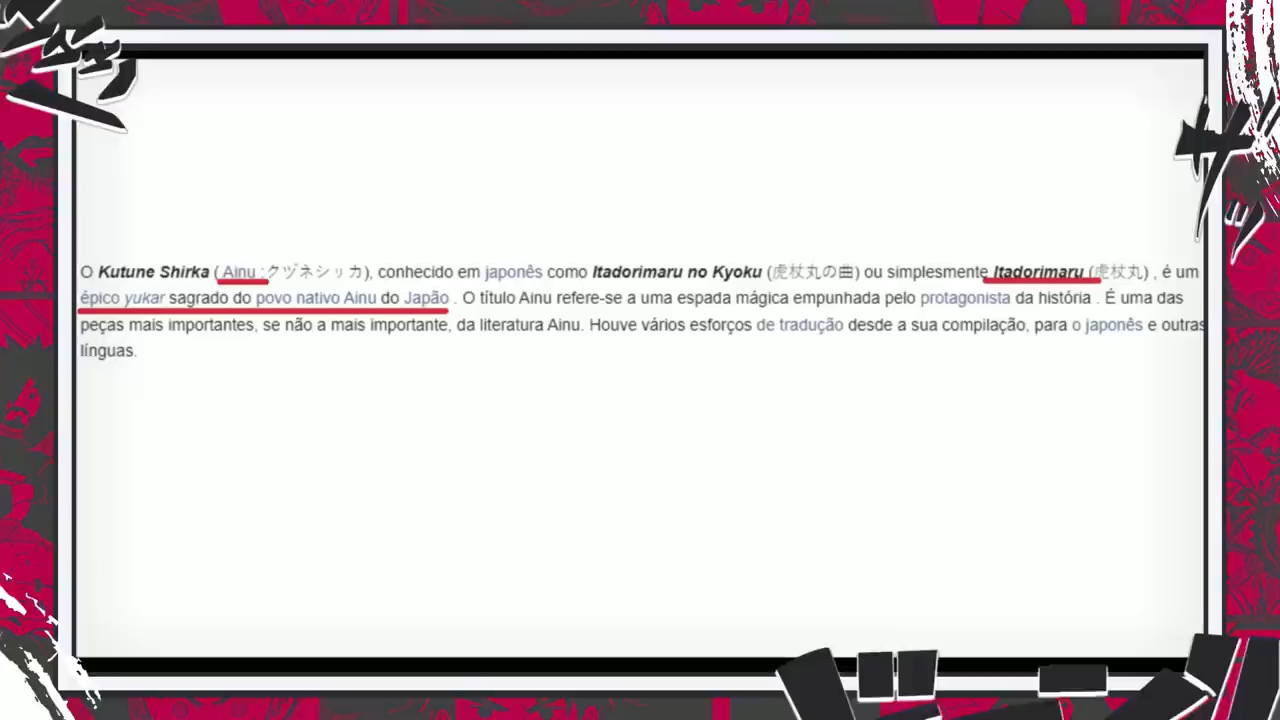 O Kutune Shirka ( Ainu :クヅネシㇼカ), conhecido em japonês como Itadorimaru no Kyoku (虎杖丸の曲) ou simplesmente Itadorimaru (虎杖丸) , é um
épico yukar sagrado do povo nativo Ainu do Japão . O título Ainu refere-se a uma espada mágica empunhada pelo protagonista da história . É uma das
peças mais importantes, se não a mais importante, da literatura Ainu. Houve vários esforços de tradução desde a sua compilação, para o japonês e outras
línguas.